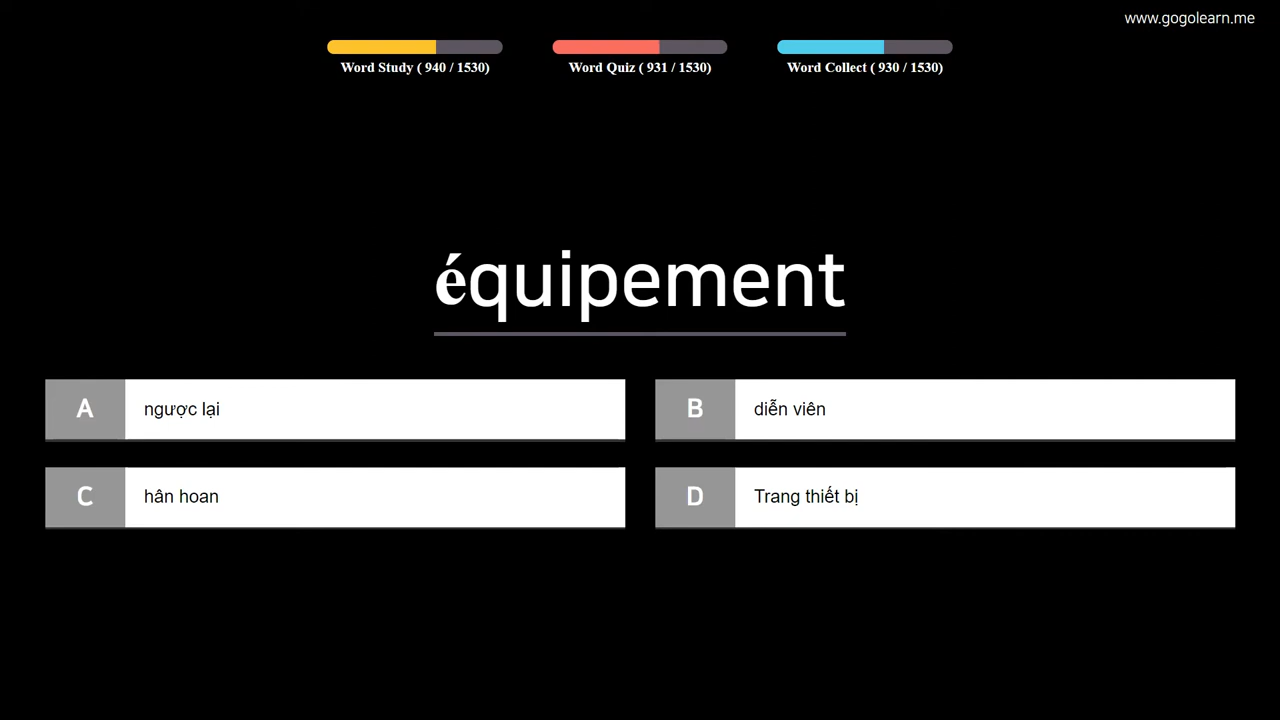 www.gogolearn.me
Word Study ( 940 / 1530)
Word Quiz ( 931 / 1530)
Word Collect ( 930 / 1530)
équipement
A ngược lại
B diễn viên
C hân hoan
D Trang thiết bị